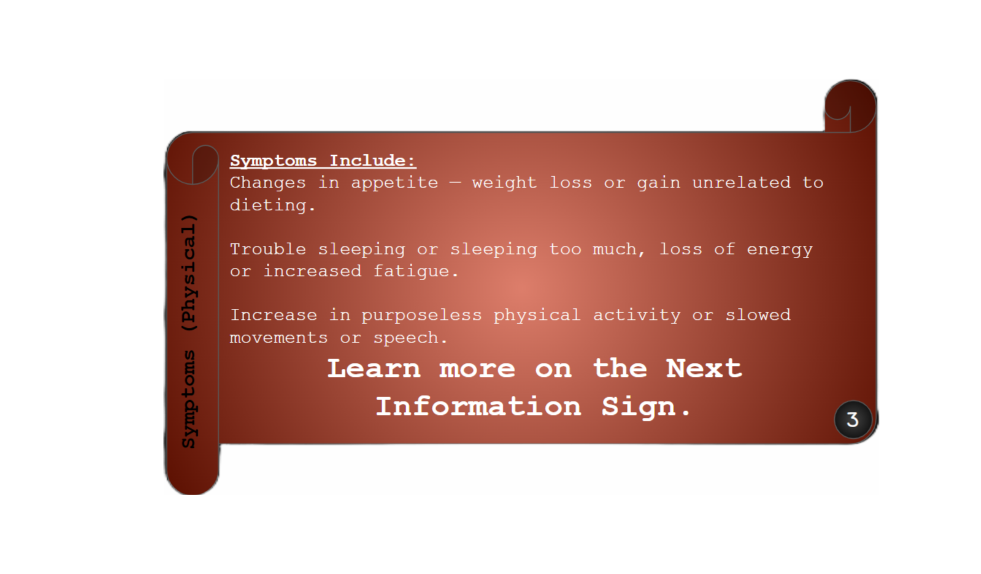 Symptoms (Physical)
Symptoms Include:
Changes in appetite — weight loss or gain unrelated to
dieting.
Trouble sleeping or sleeping too much, loss of energy
or increased fatigue.
Increase in purposeless physical activity or slowed
movements or speech.
Learn more on the Next
Information Sign.
3